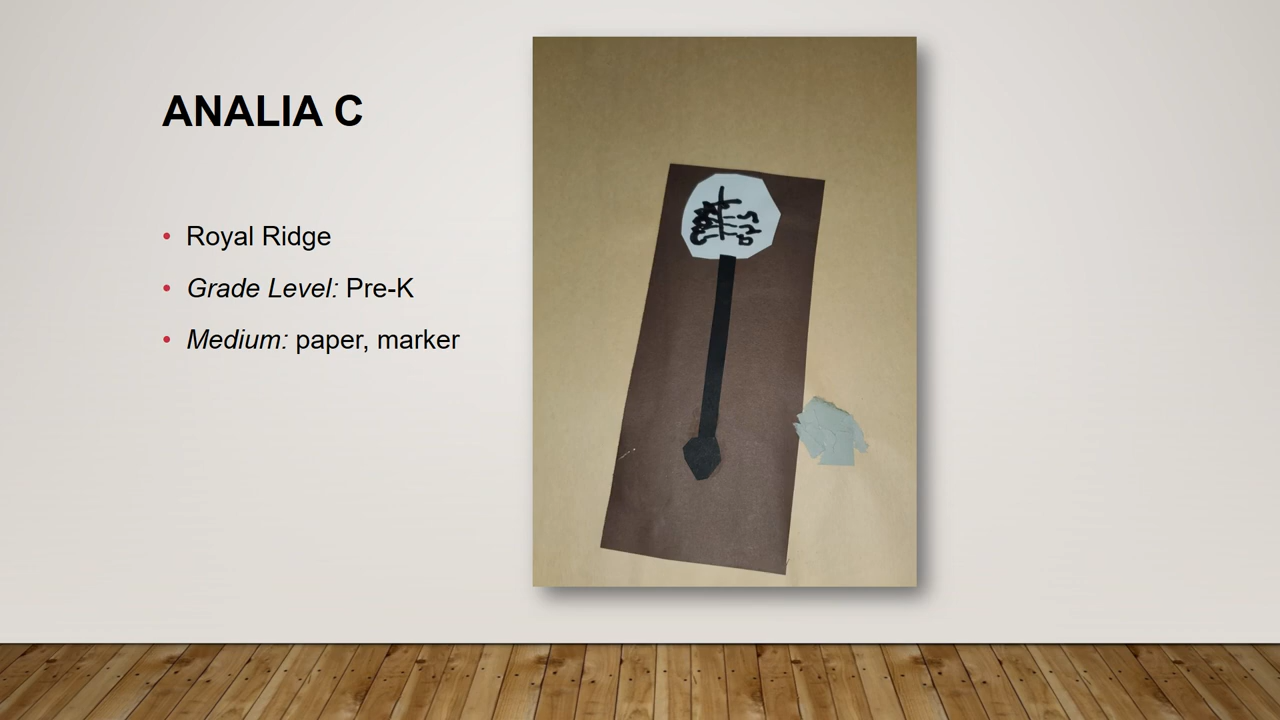 ANALIA C
Royal Ridge
Grade Level: Pre-K
Medium: paper, marker